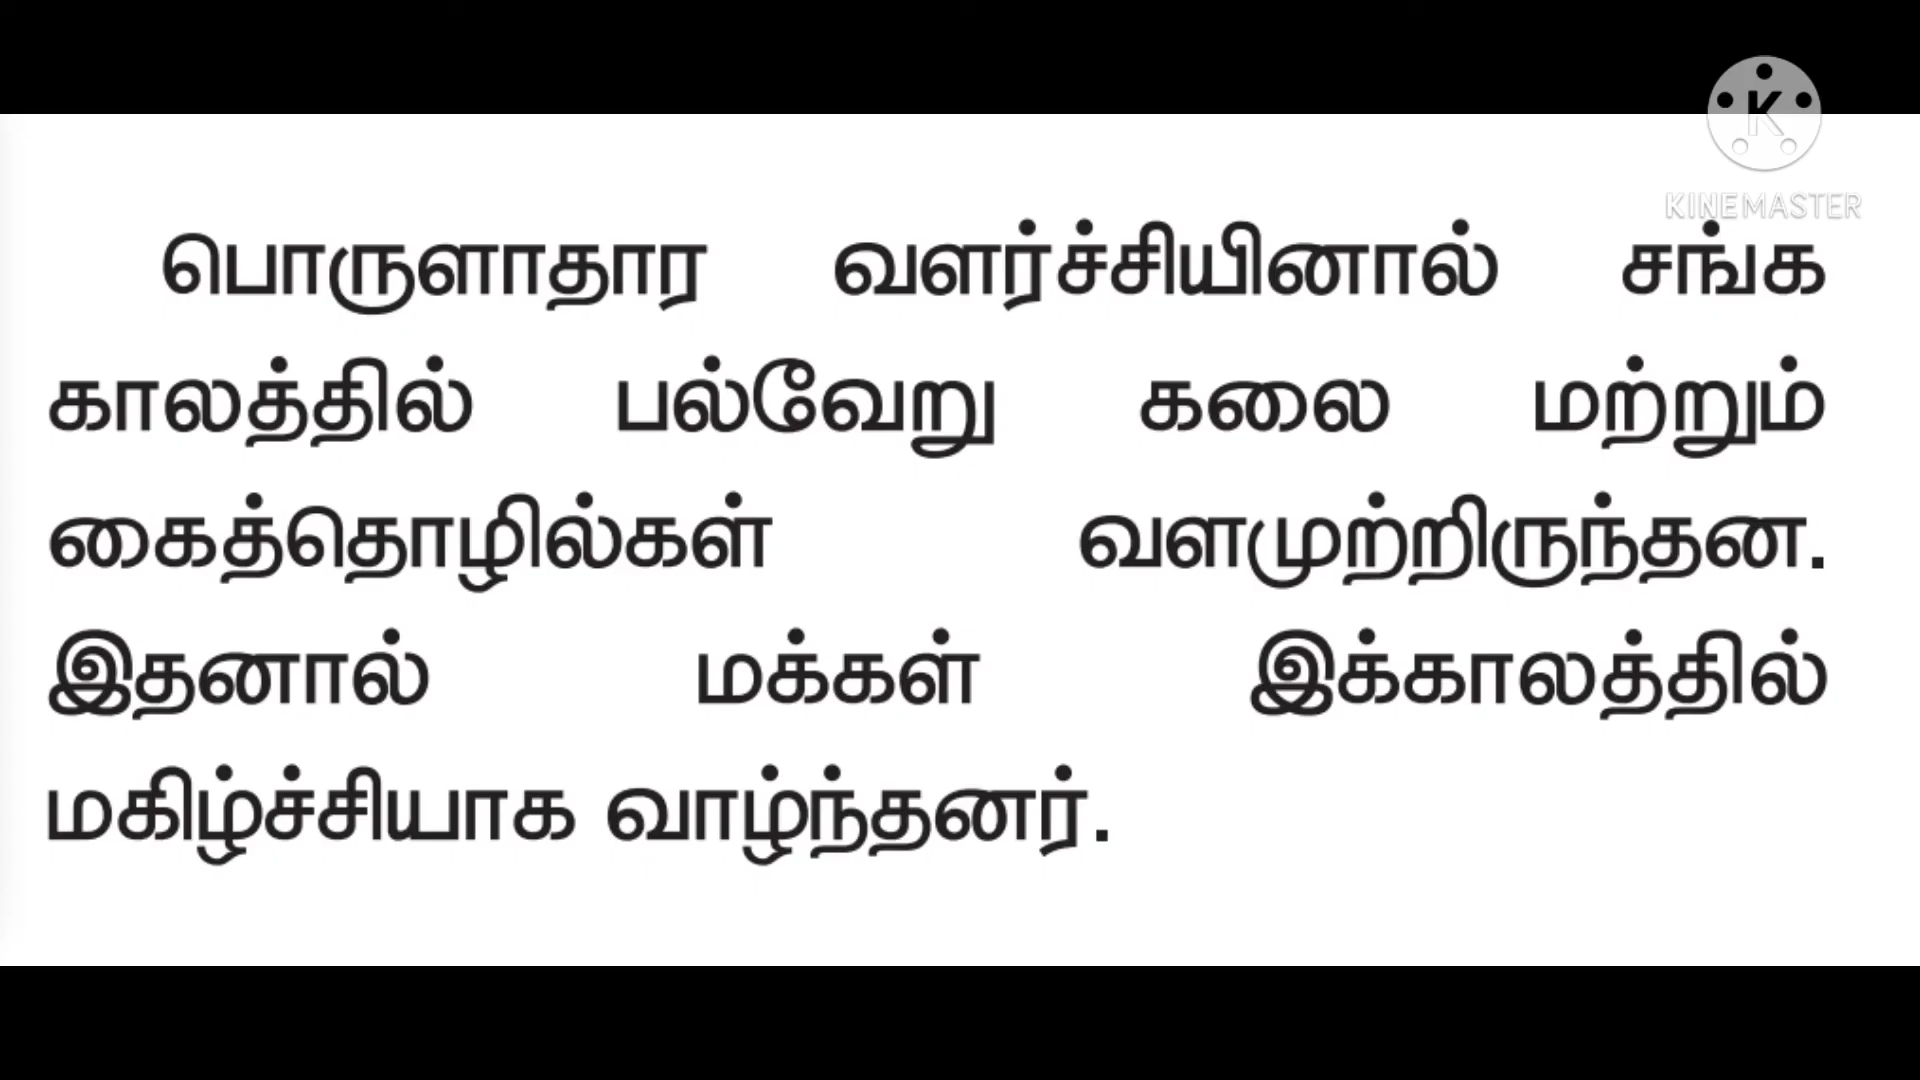 KINEMASTER
பொருளாதார வளர்ச்சியினால் சங்க
காலத்தில் பல்வேறு கலை மற்றும்
கைத்தொழில்கள் வளமுற்றிருந்தன.
இதனால் மக்கள் இக்காலத்தில்
மகிழ்ச்சியாக வாழ்ந்தனர்.